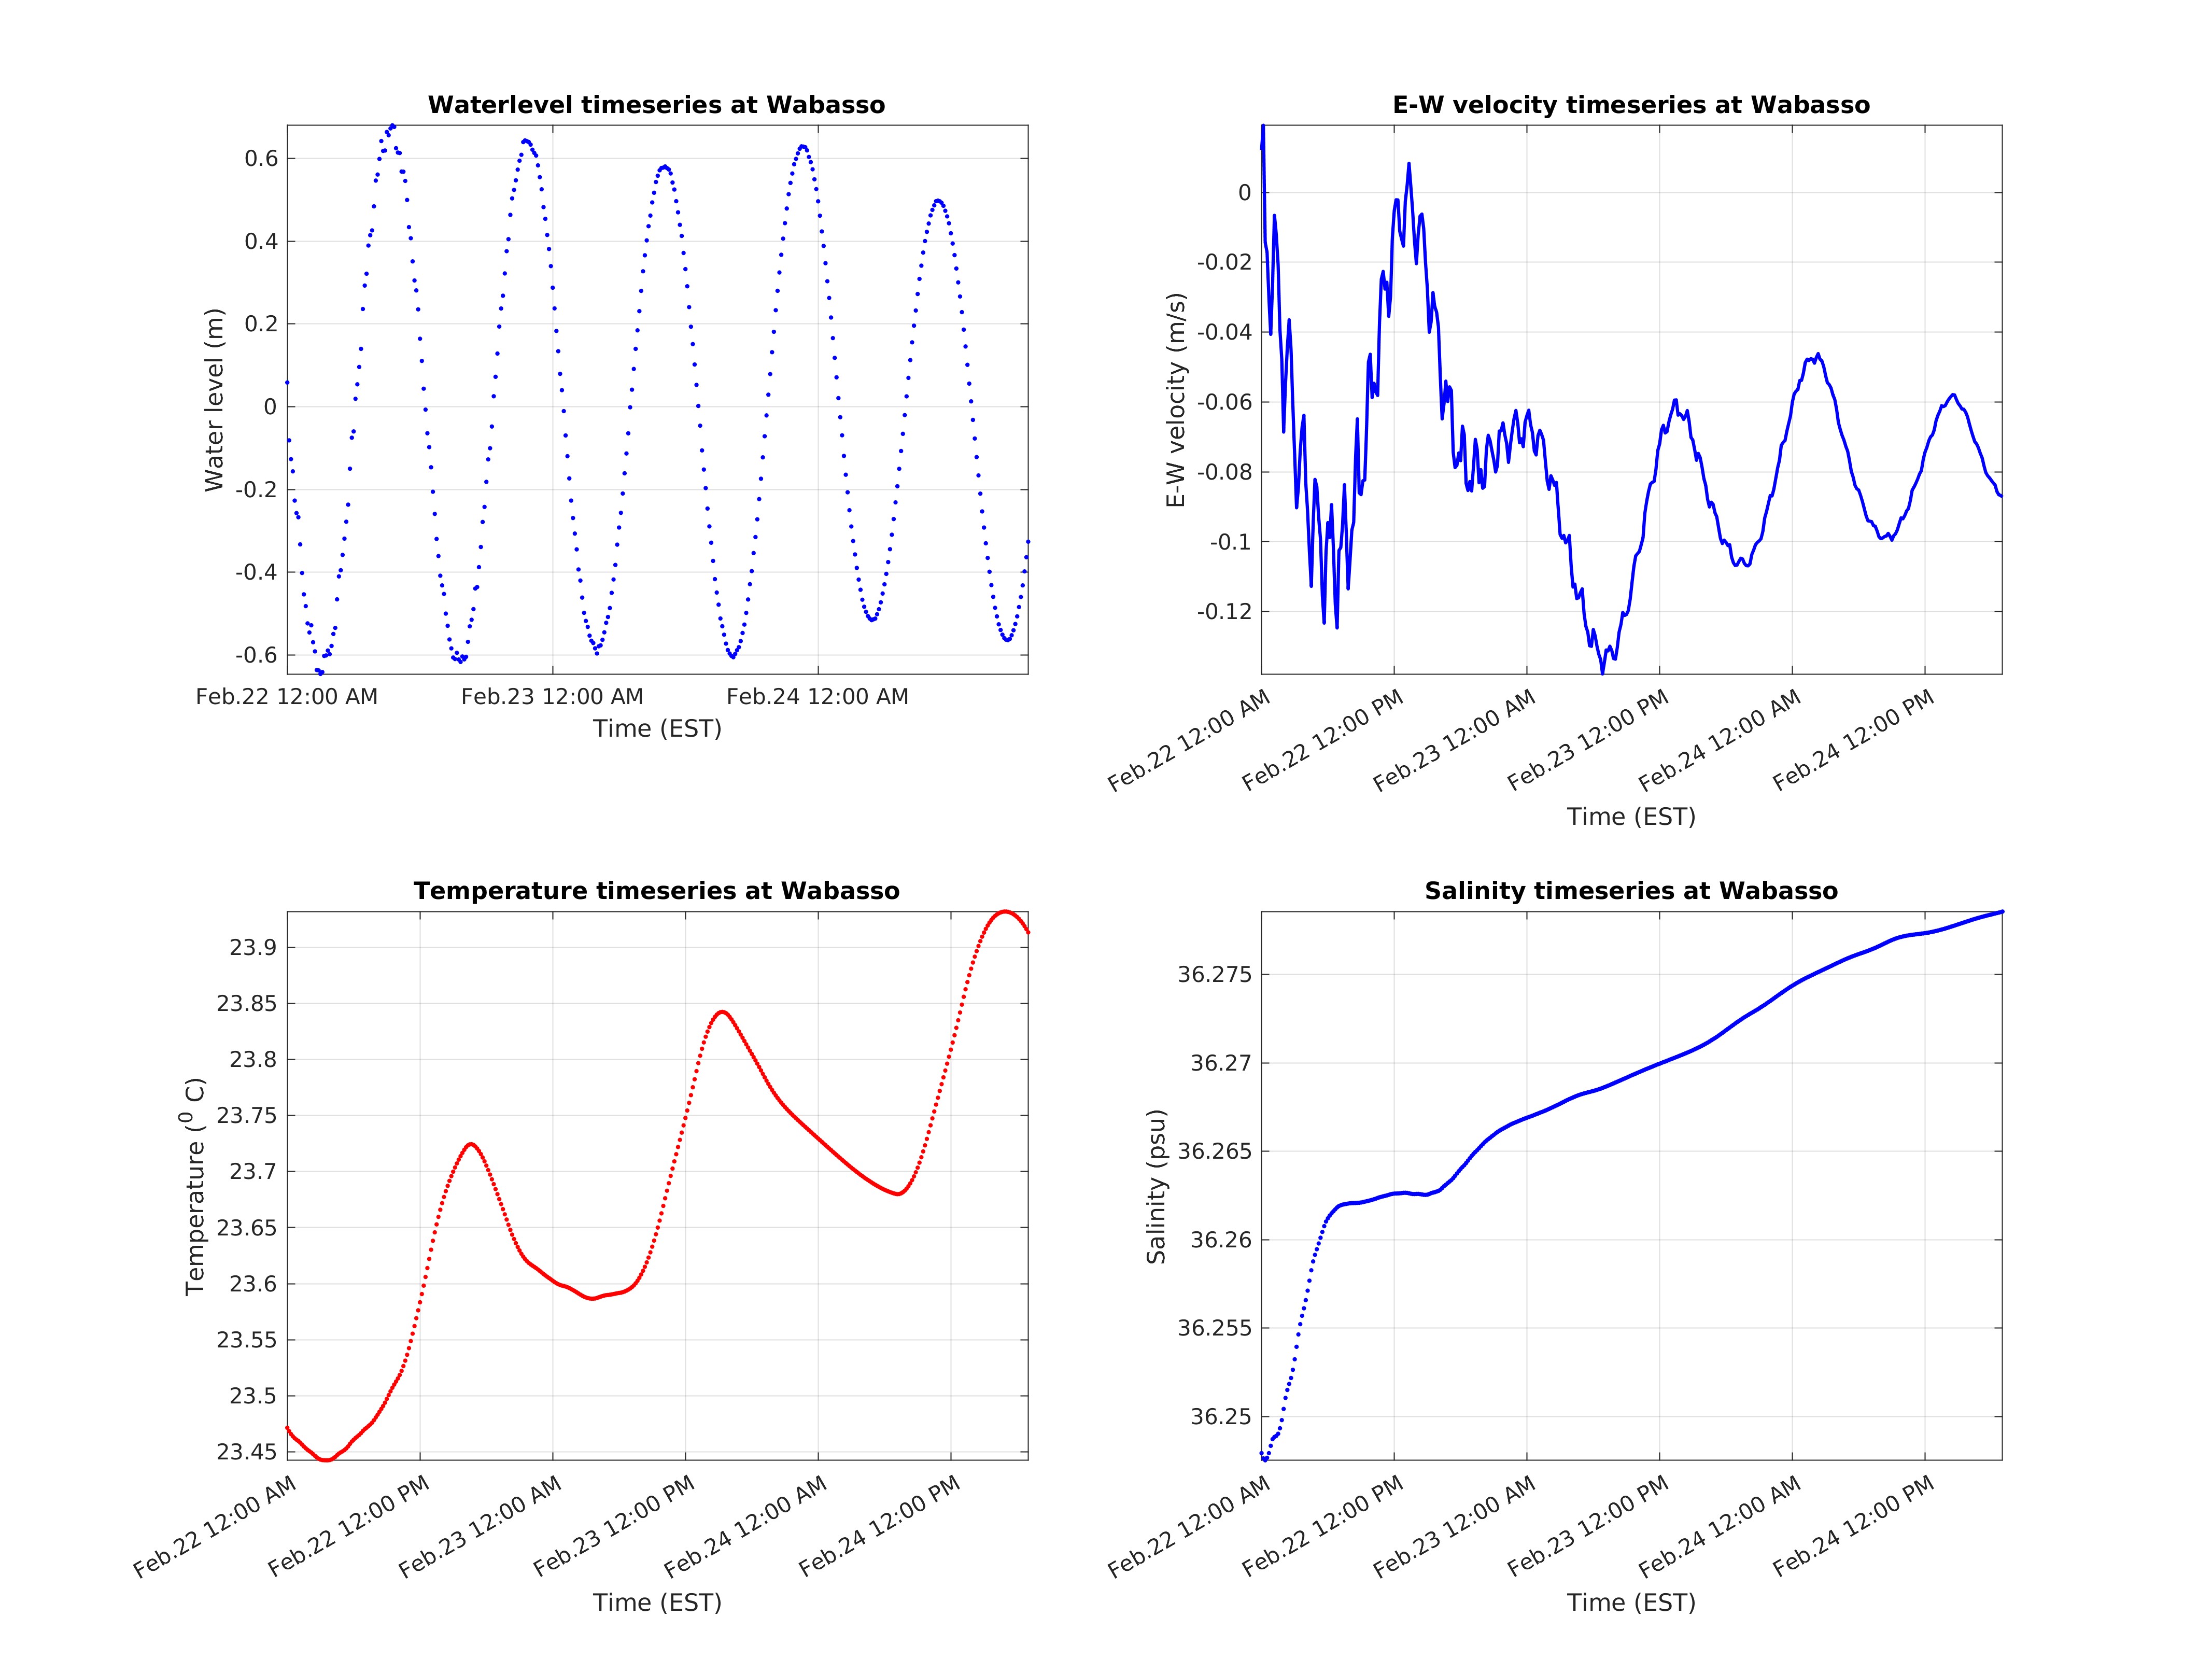 Waterlevel timeseries at Wabasso
0.6
0.4
0.2
0
-0.2
-0.4
-0.6
Water level (m)
Feb.22 12:00 AM
Feb.23 12:00 AM
Feb.24 12:00 AM
Time (EST)
E-W velocity timeseries at Wabasso
0
-0.02
-0.04
-0.06
-0.08
-0.1
-0.12
E-W velocity (m/s)
Feb.22 12:00 AM
Feb.22 12:00 PM
Feb.23 12:00 AM
Feb.23 12:00 PM
Feb.24 12:00 AM
Feb.24 12:00 PM
Time (EST)
Temperature timeseries at Wabasso
23.9
23.85
23.8
23.75
23.7
23.65
23.6
23.55
23.5
23.45
Temperature (⁰ C)
Feb.22 12:00 AM
Feb.22 12:00 PM
Feb.23 12:00 AM
Feb.23 12:00 PM
Feb.24 12:00 AM
Feb.24 12:00 PM
Time (EST)
Salinity timeseries at Wabasso
36.275
36.27
36.265
36.26
36.255
36.25
Salinity (psu)
Feb.22 12:00 AM
Feb.22 12:00 PM
Feb.23 12:00 AM
Feb.23 12:00 PM
Feb.24 12:00 AM
Feb.24 12:00 PM
Time (EST)